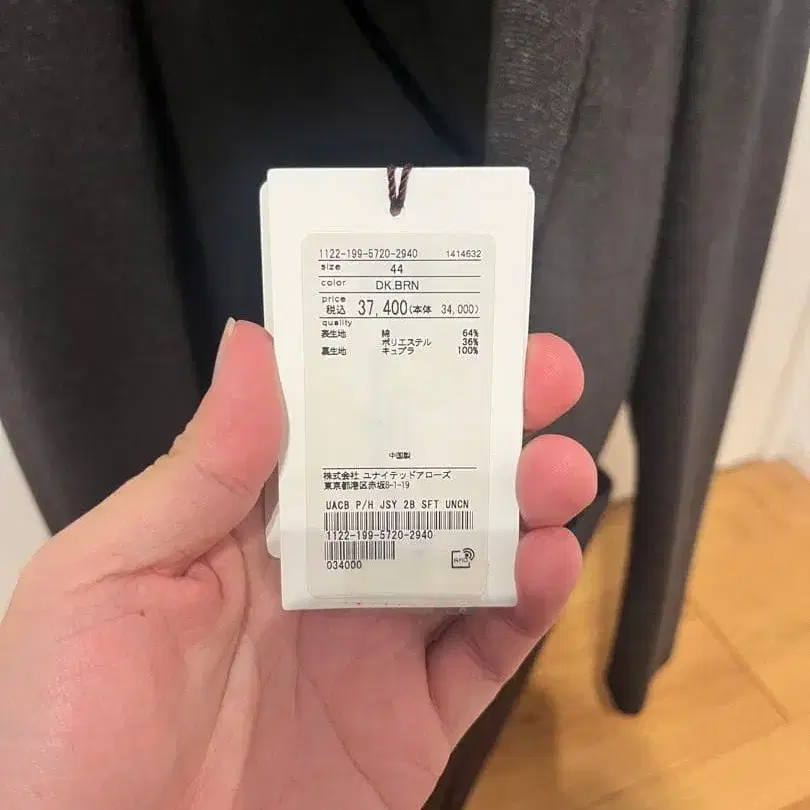 1122-199-5720-2940 1414632
size 44
color DK.BRN
price
税込 37,400(本体 34,000)
quality
表生地 綿 64%
ポリエステル 36%
裏生地 キュプラ 100%
中国製
株式会社 ユナイテッドアローズ
東京都港区赤坂8-1-19
UACB P/H JSY 2B SFT UNCN
1122-199-5720-2940
034000
RFID